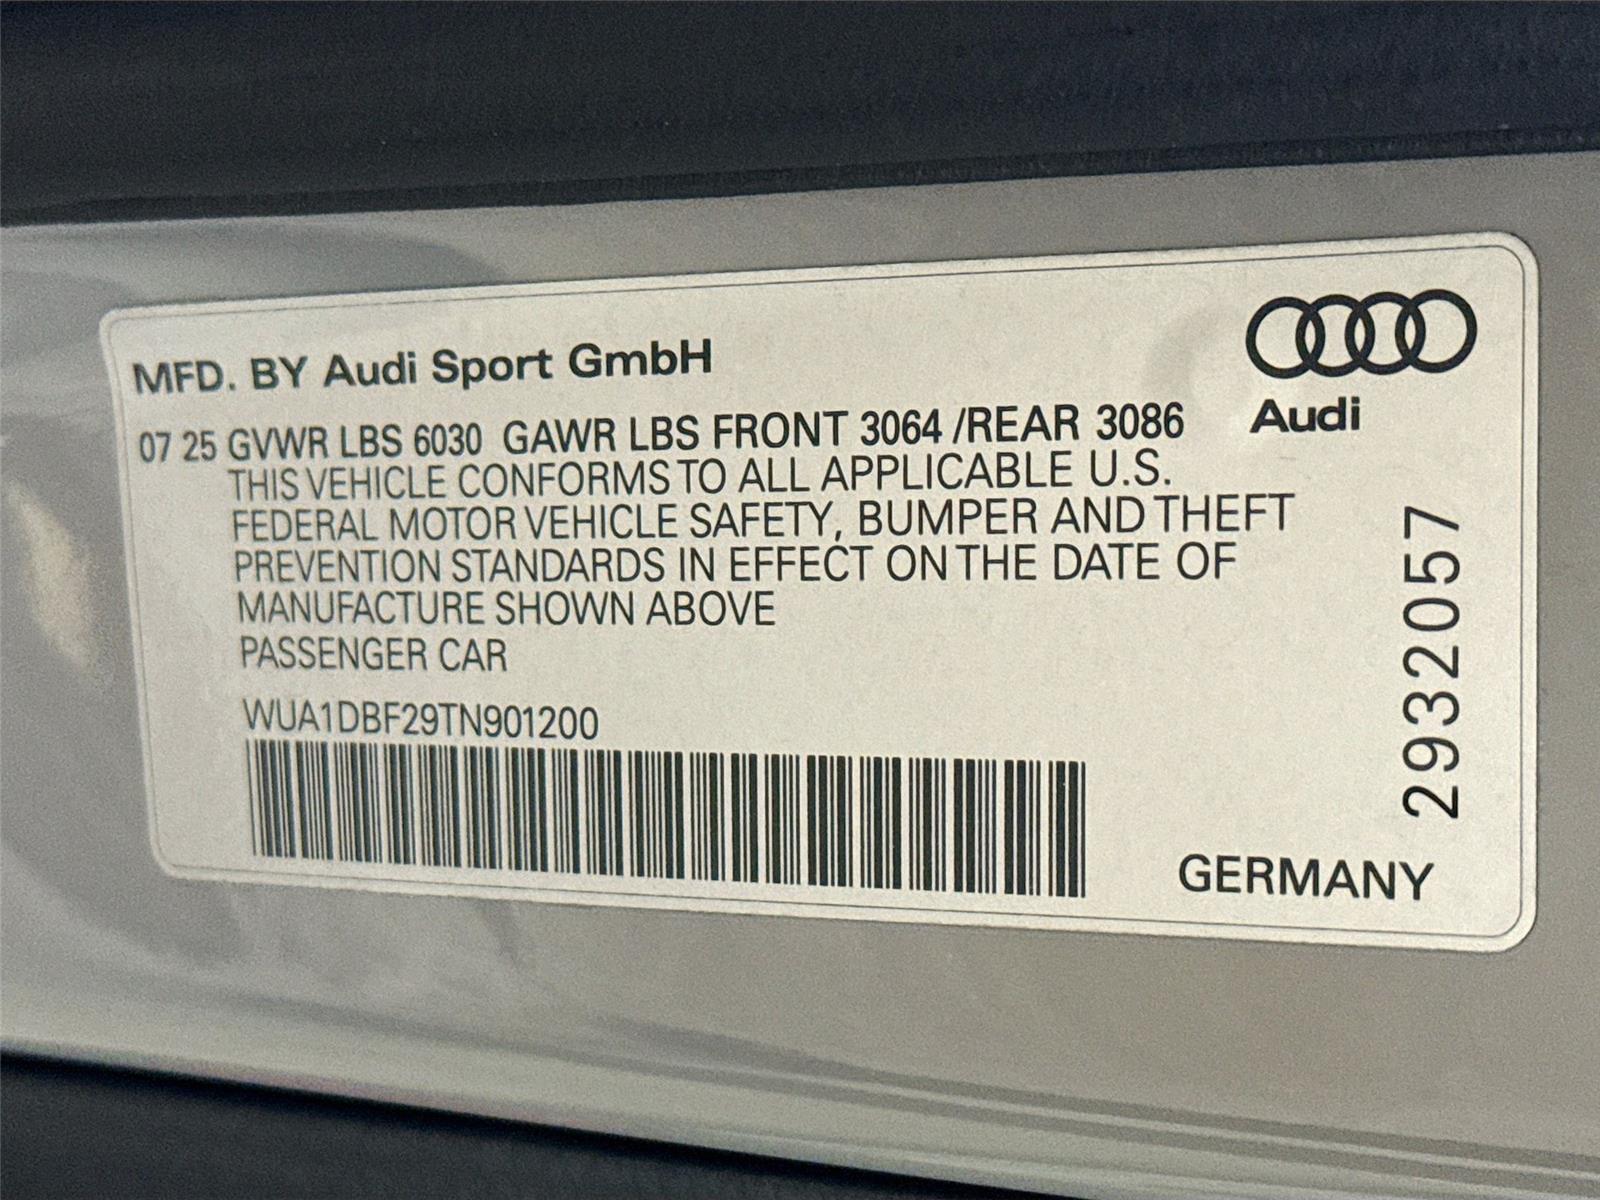 MFD. BY Audi Sport GmbH
07 25 GVWR LBS 6030 GAWR LBS FRONT 3064 /REAR 3086
THIS VEHICLE CONFORMS TO ALL APPLICABLE U.S.
FEDERAL MOTOR VEHICLE SAFETY, BUMPER AND THEFT
PREVENTION STANDARDS IN EFFECT ON THE DATE OF
MANUFACTURE SHOWN ABOVE
PASSENGER CAR
WUA1DBF29TN901200
Audi
2932057
GERMANY